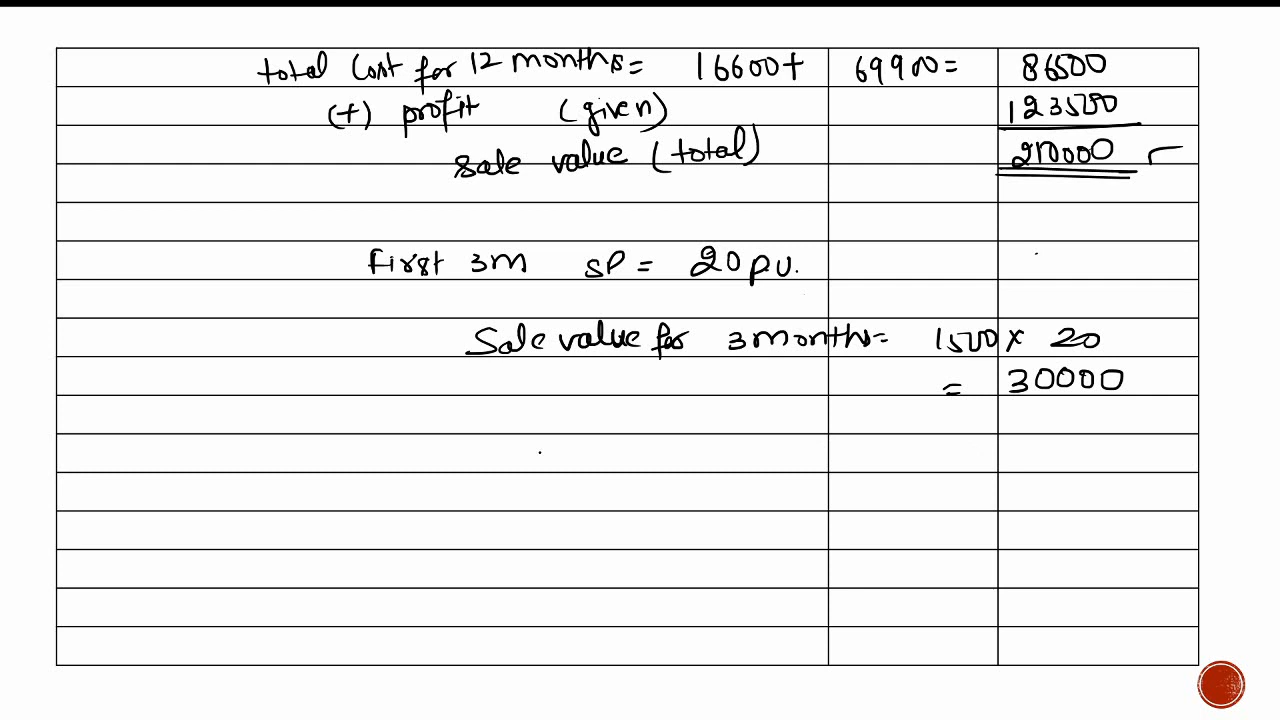 total Cost for 12 months = 16600+ 69900 = 86500
(+) profit (given) 123500
sale value (total) 210000
First 3m SP = 20 pu.
Sale value for 3 months = 1500 x 20
= 30000